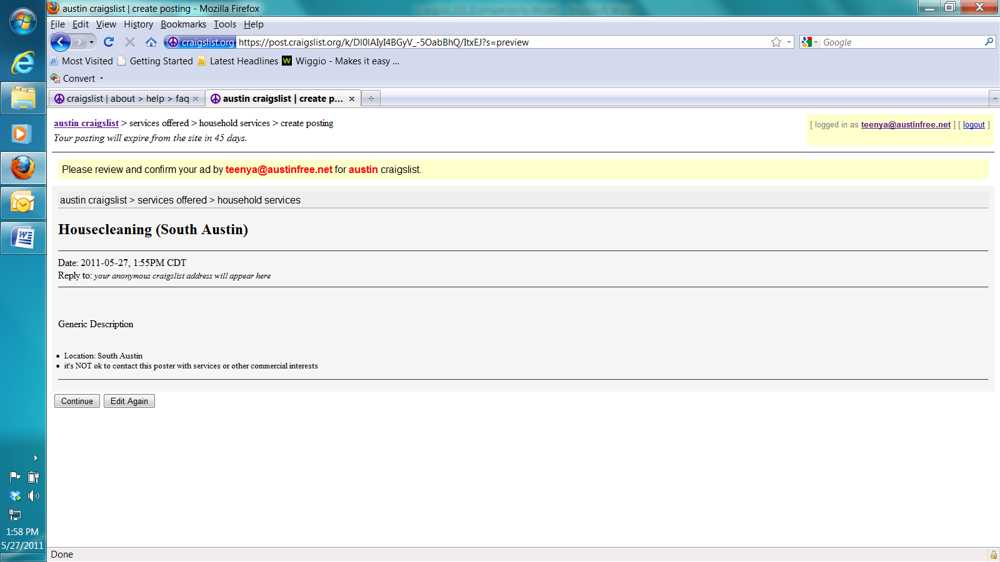 austin craigslist | create posting - Mozilla Firefox
File Edit View History Bookmarks Tools Help
craigslist.org https://post.craigslist.org/k/DI0IAIyI4BGyV_-5OabBhQ/ItxEJ?s=preview Google
Most Visited Getting Started Latest Headlines W Wiggio - Makes it easy ...
Convert
craigslist | about > help > faq austin craigslist | create p...
austin craigslist > services offered > household services > create posting
[ logged in as teenya@austinfree.net ] [ logout ]
Your posting will expire from the site in 45 days.
Please review and confirm your ad by teenya@austinfree.net for austin craigslist.
austin craigslist > services offered > household services
Housecleaning (South Austin)
Date: 2011-05-27, 1:55PM CDT
Reply to: your anonymous craigslist address will appear here
Generic Description
Location: South Austin
it's NOT ok to contact this poster with services or other commercial interests
Continue Edit Again
1:58 PM
5/27/2011
Done